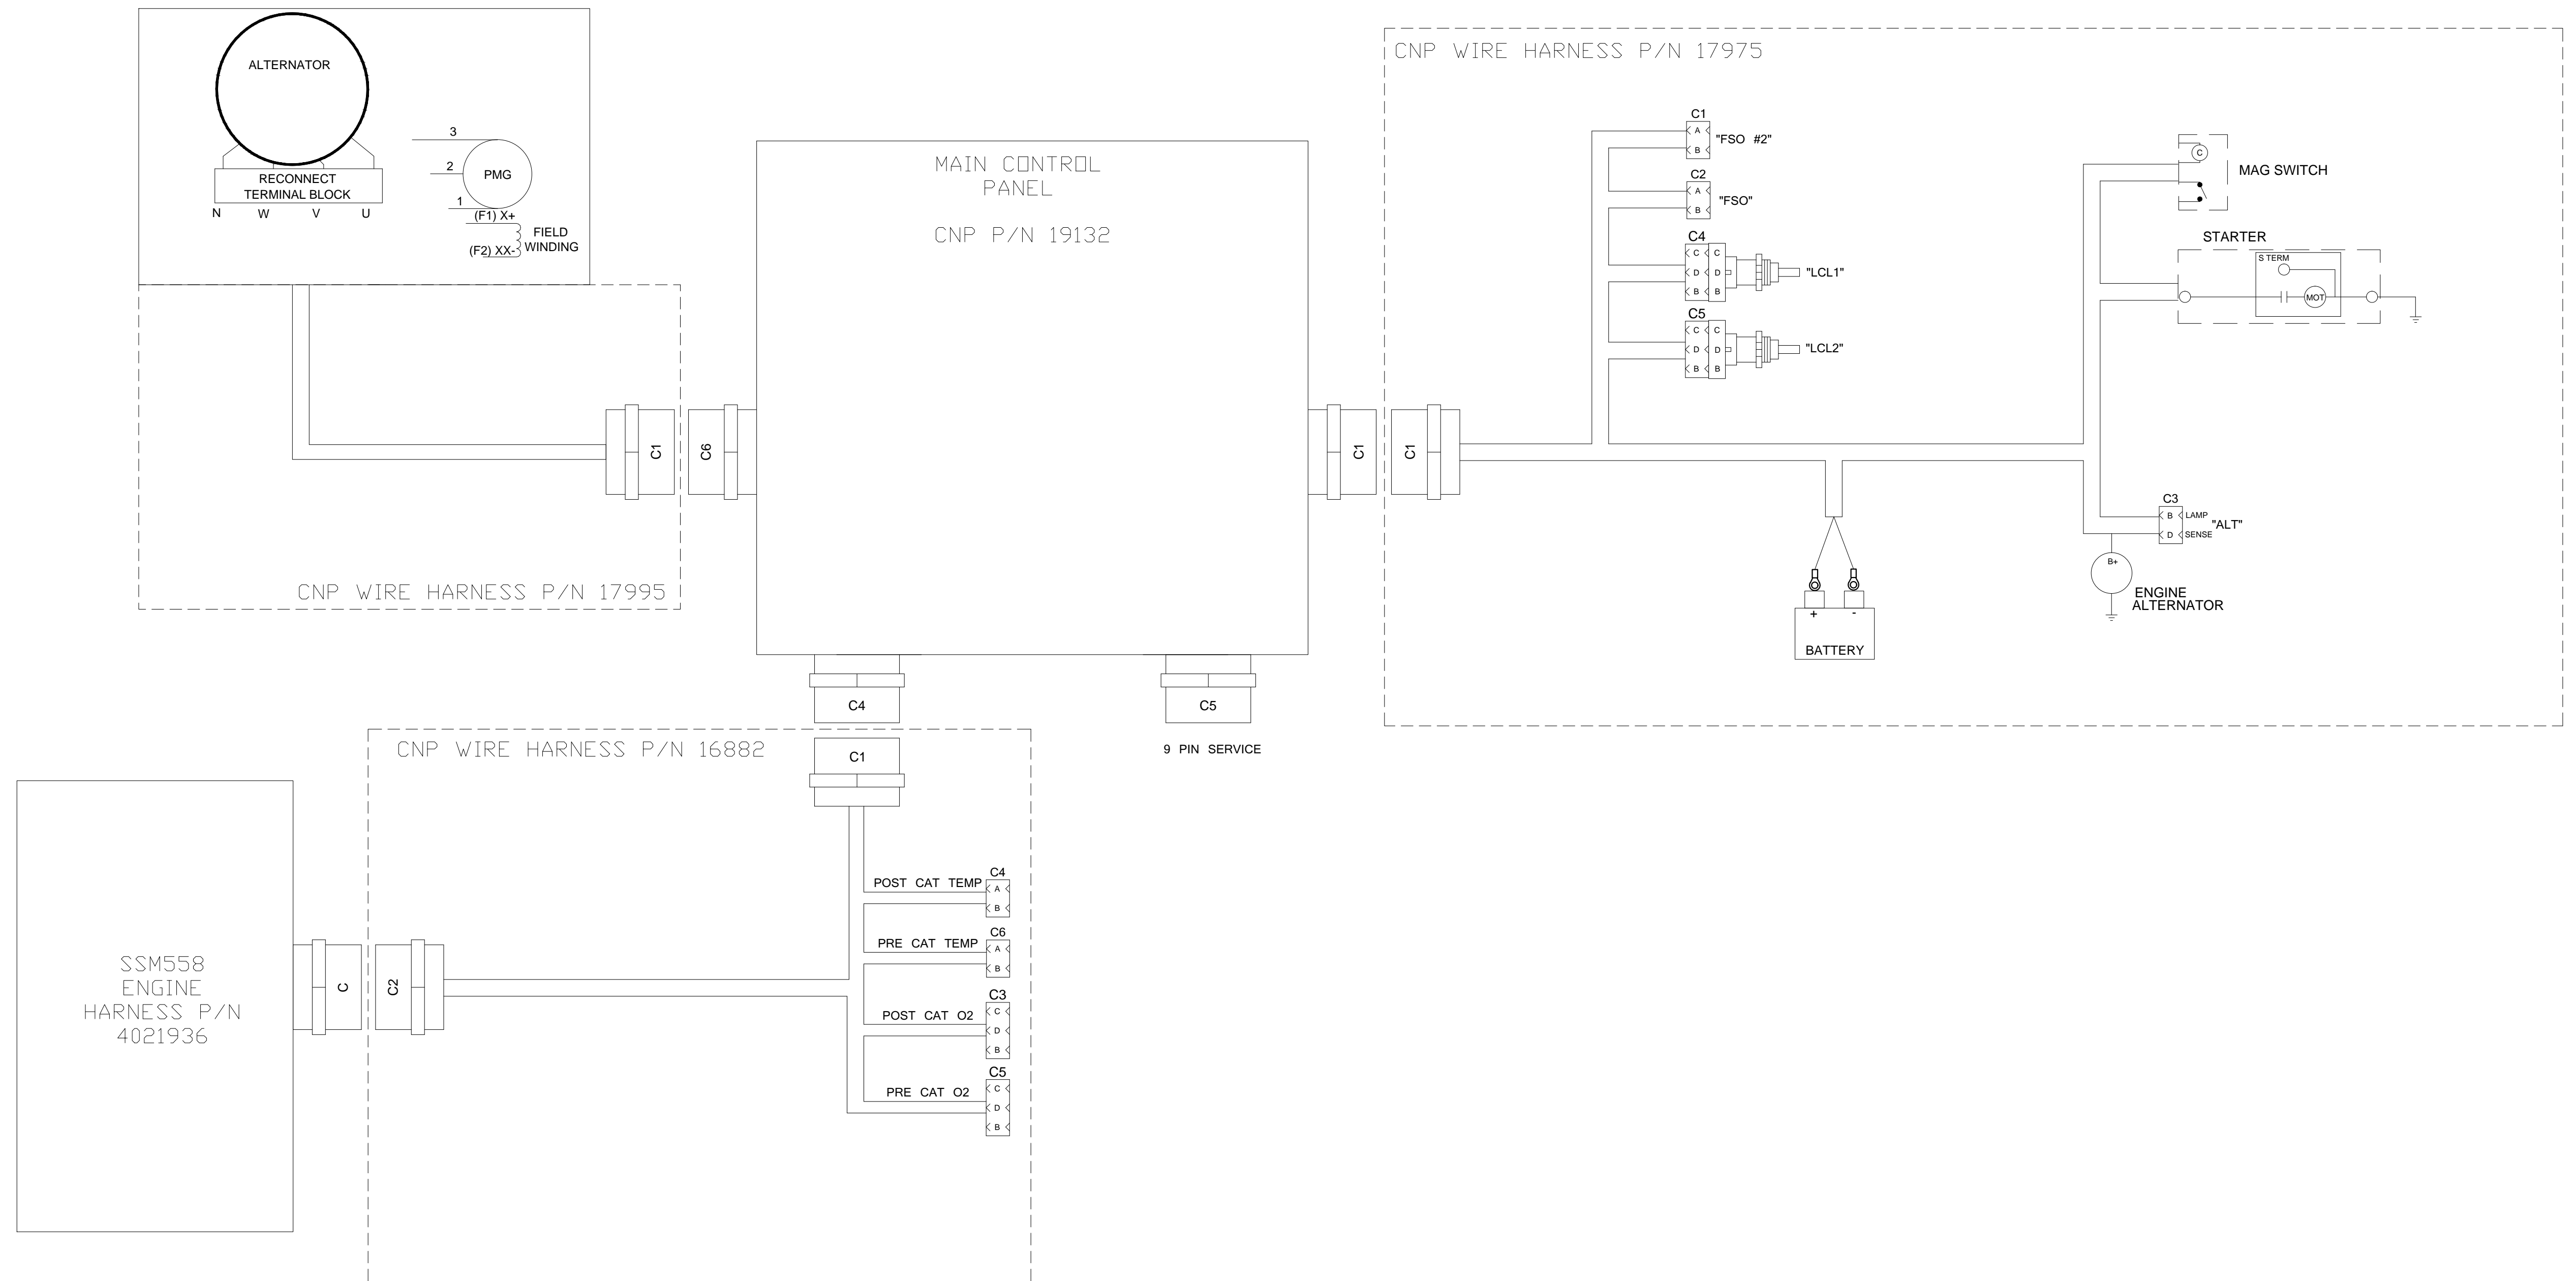 ALTERNATOR
RECONNECT
TERMINAL BLOCK
N W V U
3
2
1
PMG
(F1) X+
(F2) XX-
FIELD
WINDING
C1
CNP WIRE HARNESS P/N 17995
C6
MAIN CONTROL
PANEL
CNP P/N 19132
C1
C4
C5
9 PIN SERVICE
CNP WIRE HARNESS P/N 17975
C1
C1
A
B
"FSO #2"
C2
A
B
"FSO"
C4
C C
D D
B B
"LCL1"
C5
C C
D D
B B
"LCL2"
C
MAG SWITCH
STARTER
S TERM
MOT
C3
B LAMP
D SENSE
"ALT"
B+
ENGINE
ALTERNATOR
+ -
BATTERY
CNP WIRE HARNESS P/N 16882
C1
POST CAT TEMP
C4
A
B
PRE CAT TEMP
C6
A
B
POST CAT O2
C3
C
D
B
PRE CAT O2
C5
C
D
B
SSM558
ENGINE
HARNESS P/N
4021936
C
C2